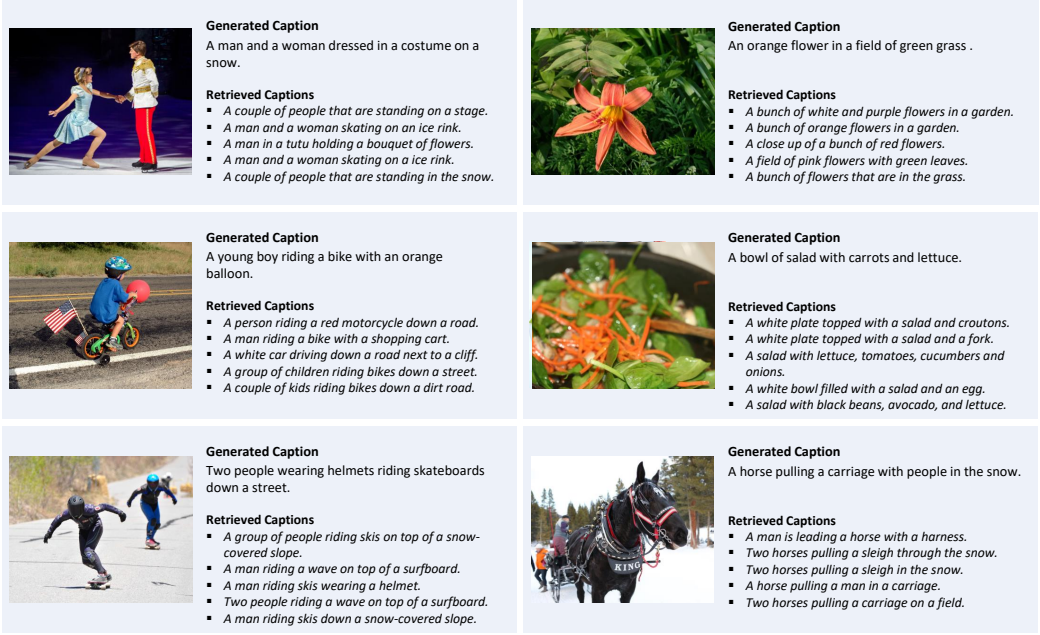 Generated Caption
A man and a woman dressed in a costume on a
snow.
Retrieved Captions
▪ A couple of people that are standing on a stage.
▪ A man and a woman skating on an ice rink.
▪ A man in a tutu holding a bouquet of flowers.
▪ A man and a woman skating on a ice rink.
▪ A couple of people that are standing in the snow.
Generated Caption
An orange flower in a field of green grass .
Retrieved Captions
▪ A bunch of white and purple flowers in a garden.
▪ A bunch of orange flowers in a garden.
▪ A close up of a bunch of red flowers.
▪ A field of pink flowers with green leaves.
▪ A bunch of flowers that are in the grass.
Generated Caption
A young boy riding a bike with an orange
balloon.
Retrieved Captions
▪ A person riding a red motorcycle down a road.
▪ A man riding a bike with a shopping cart.
▪ A white car driving down a road next to a cliff.
▪ A group of children riding bikes down a street.
▪ A couple of kids riding bikes down a dirt road.
Generated Caption
A bowl of salad with carrots and lettuce.
Retrieved Captions
▪ A white plate topped with a salad and croutons.
▪ A white plate topped with a salad and a fork.
▪ A salad with lettuce, tomatoes, cucumbers and
onions.
▪ A white bowl filled with a salad and an egg.
▪ A salad with black beans, avocado, and lettuce.
Generated Caption
Two people wearing helmets riding skateboards
down a street.
Retrieved Captions
▪ A group of people riding skis on top of a snow-
covered slope.
▪ A man riding a wave on top of a surfboard.
▪ A man riding skis wearing a helmet.
▪ Two people riding a wave on top of a surfboard.
▪ A man riding skis down a snow-covered slope.
KING
Generated Caption
A horse pulling a carriage with people in the snow.
Retrieved Captions
▪ A man is leading a horse with a harness.
▪ Two horses pulling a sleigh through the snow.
▪ Two horses pulling a sleigh in the snow.
▪ A horse pulling a man in a carriage.
▪ Two horses pulling a carriage on a field.